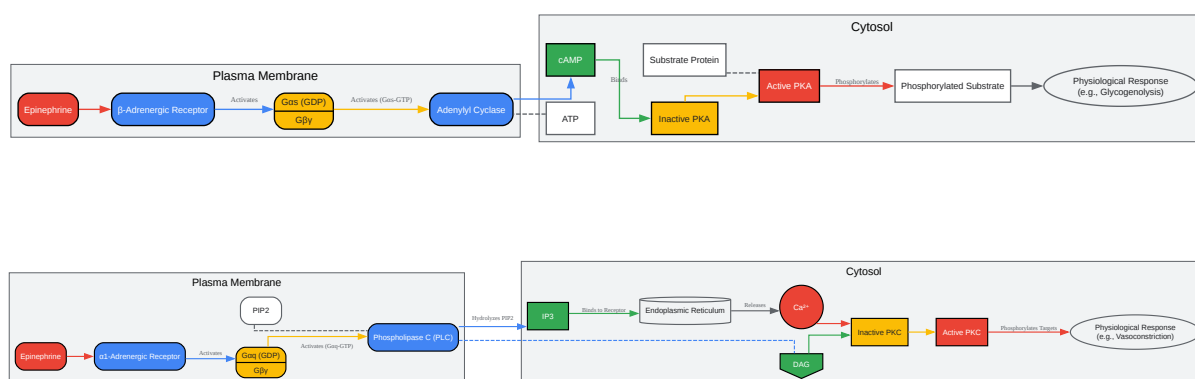 Cytosol
Plasma Membrane
Epinephrine
β-Adrenergic Receptor
Activates
Gαs (GDP)
Gβγ
Activates (Gαs-GTP)
Adenylyl Cyclase
cAMP
ATP
Binds
Substrate Protein
Inactive PKA
Active PKA
Phosphorylates
Phosphorylated Substrate
Physiological Response
(e.g., Glycogenolysis)
Plasma Membrane
Cytosol
Epinephrine
α1-Adrenergic Receptor
Activates
PIP2
Gαq (GDP)
Gβγ
Activates (Gαq-GTP)
Phospholipase C (PLC)
Hydrolyzes PIP2
IP3
Binds to Receptor
Endoplasmic Reticulum
Releases
Ca²⁺
DAG
Inactive PKC
Active PKC
Phosphorylates Targets
Physiological Response
(e.g., Vasoconstriction)